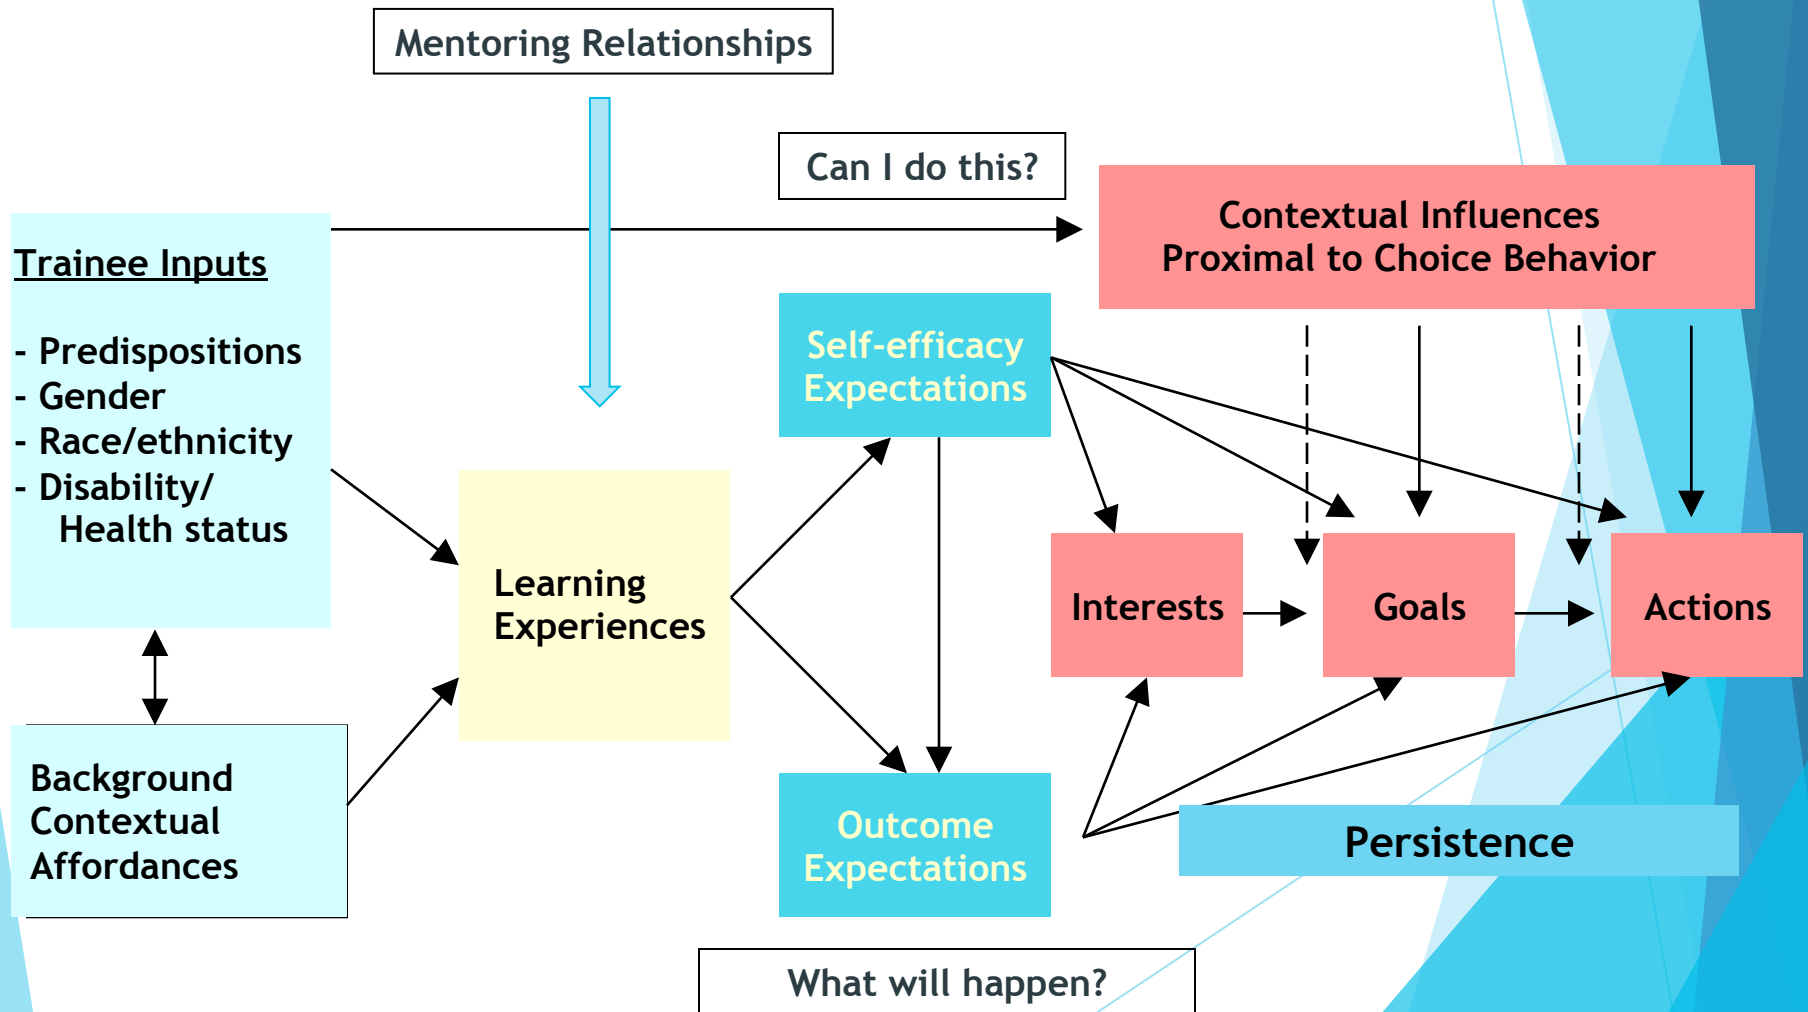 Mentoring Relationships
Can I do this?
Contextual Influences
Proximal to Choice Behavior
Trainee Inputs
- Predispositions
- Gender
- Race/ethnicity
- Disability/
Health status
Self-efficacy
Expectations
Learning
Experiences
Interests
Goals
Actions
Background
Contextual
Affordances
Outcome
Expectations
Persistence
What will happen?